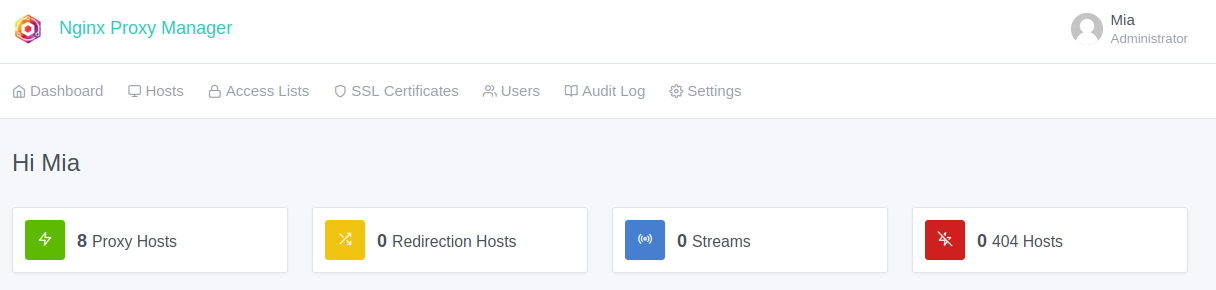 Nginx Proxy Manager
Mia
Administrator
Dashboard Hosts Access Lists SSL Certificates Users Audit Log Settings
Hi Mia
8 Proxy Hosts 0 Redirection Hosts 0 Streams 0 404 Hosts